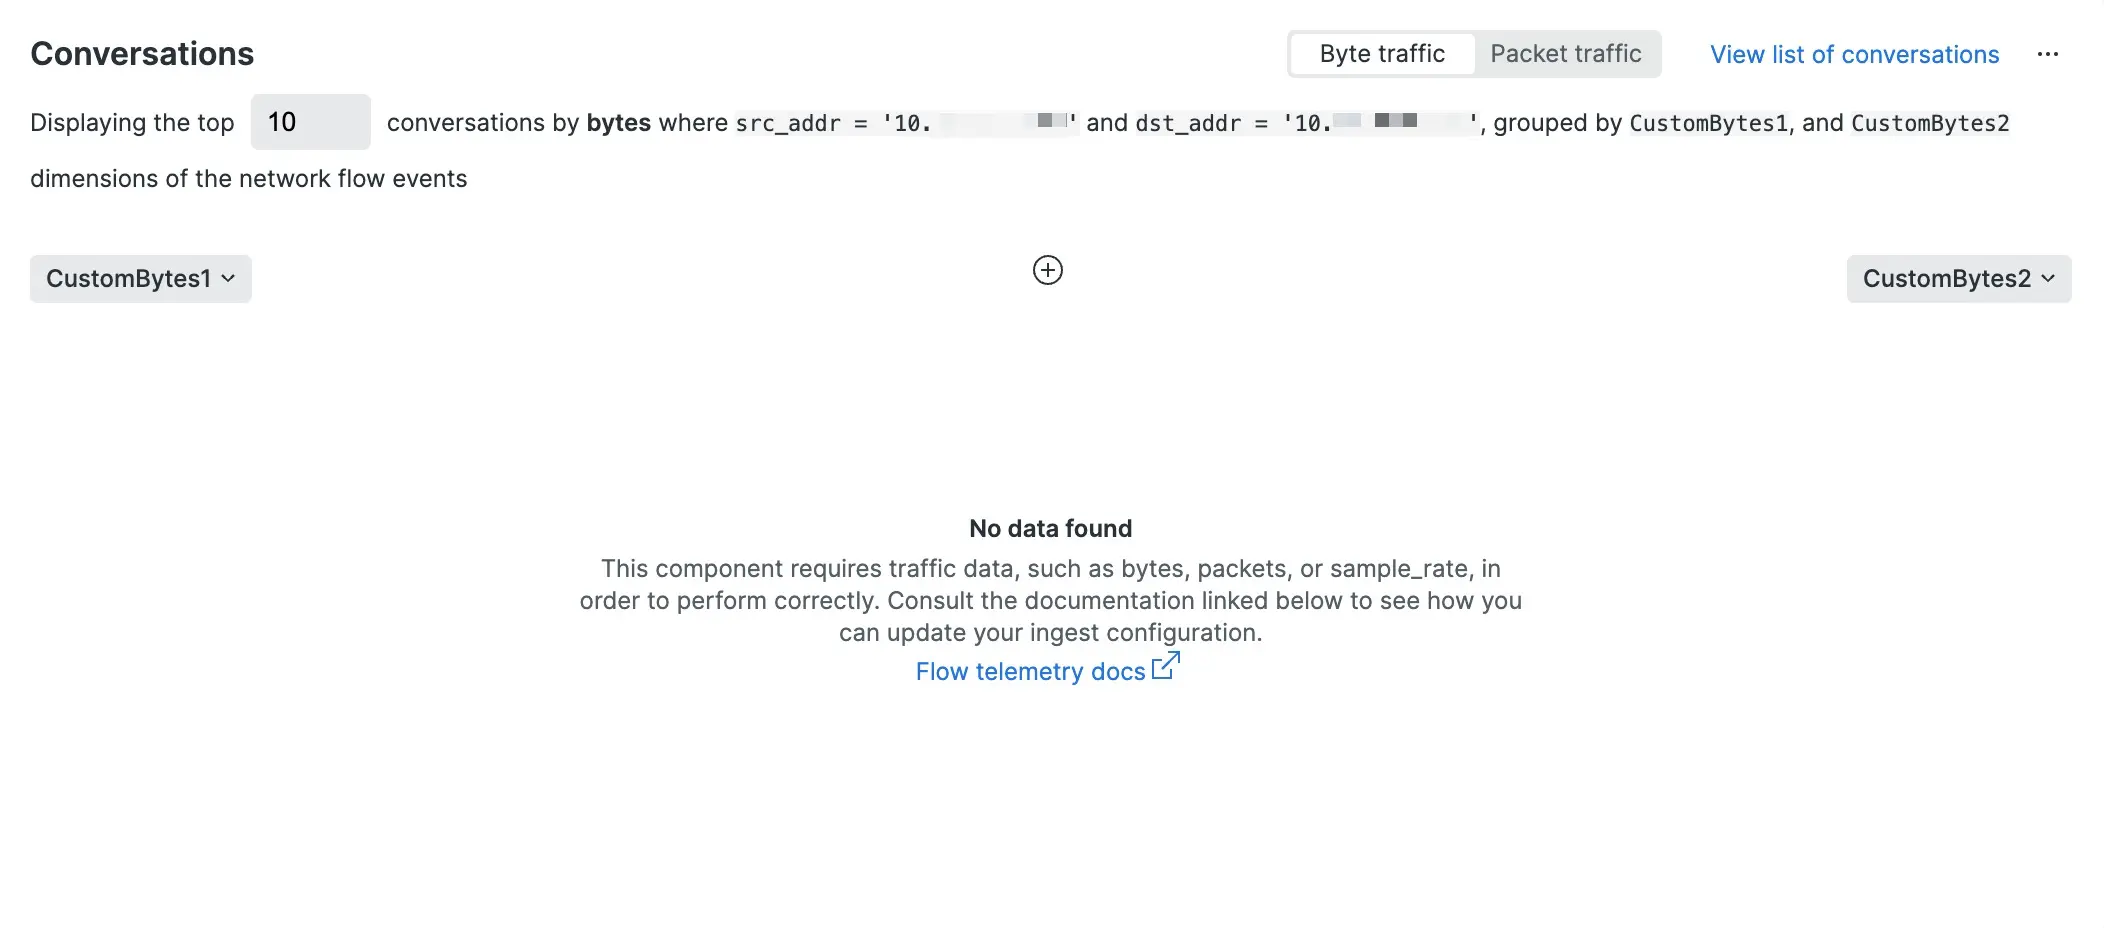 Conversations
Byte traffic Packet traffic View list of conversations ...
Displaying the top 10 conversations by bytes where src_addr = '10. ' and dst_addr = '10. ', grouped by CustomBytes1, and CustomBytes2
dimensions of the network flow events
CustomBytes1 CustomBytes2
No data found
This component requires traffic data, such as bytes, packets, or sample_rate, in
order to perform correctly. Consult the documentation linked below to see how you
can update your ingest configuration.
Flow telemetry docs